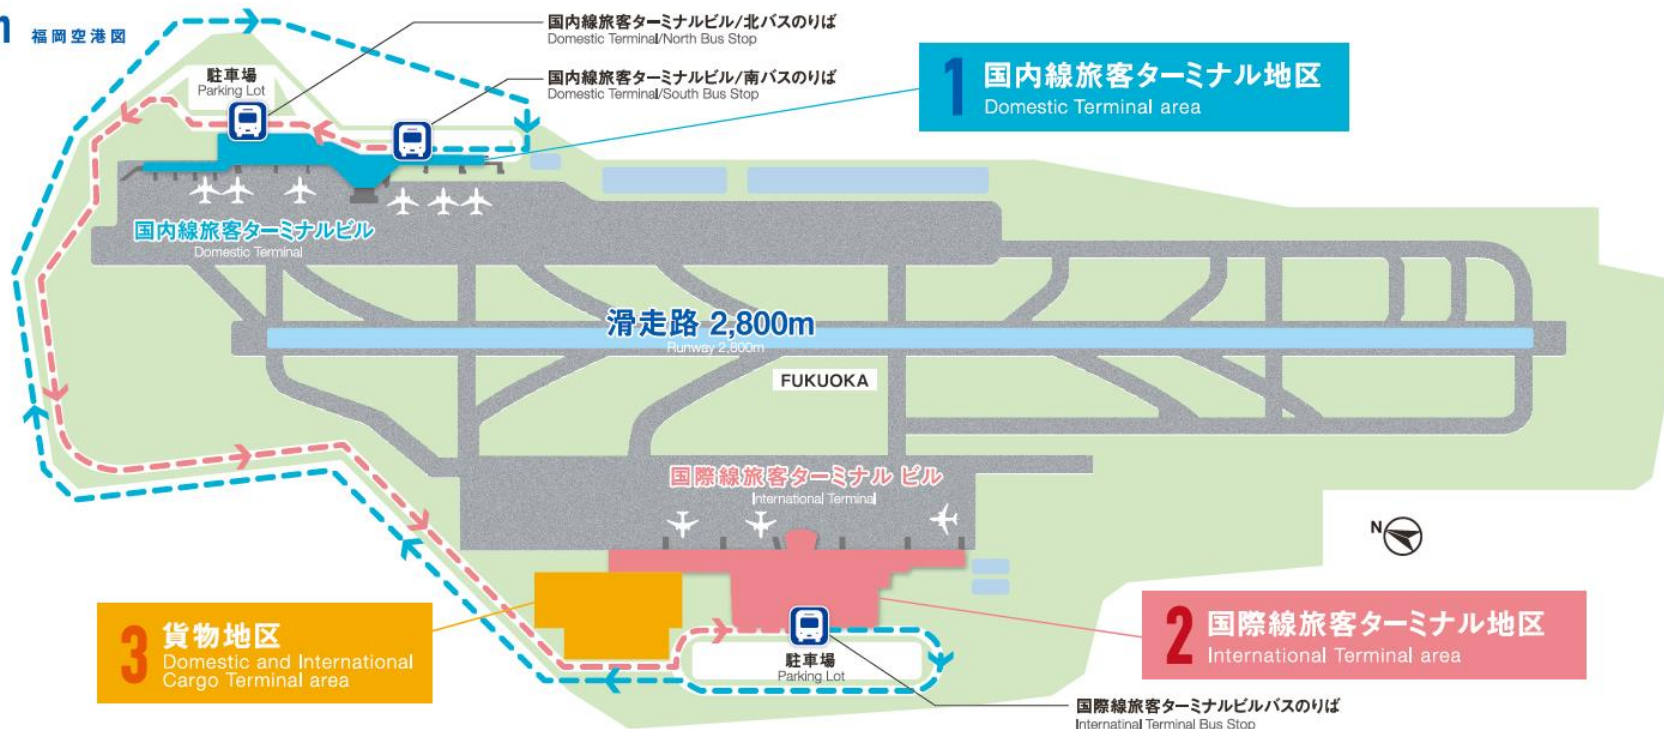 福岡空港図
国内線旅客ターミナルビル/北バスのりば
Domestic Terminal/North Bus Stop
国内線旅客ターミナルビル/南バスのりば
Domestic Terminal/South Bus Stop
駐車場
Parking Lot
1 国内線旅客ターミナル地区
Domestic Terminal area
国内線旅客ターミナルビル
Domestic Terminal
滑走路 2,800m
Runway 2,800m
FUKUOKA
国際線旅客ターミナル ビル
International Terminal
N
3 貨物地区
Domestic and International
Cargo Terminal area
2 国際線旅客ターミナル地区
International Terminal area
駐車場
Parking Lot
国際線旅客ターミナルビルバスのりば
Internatinal Terminal Bus Stop